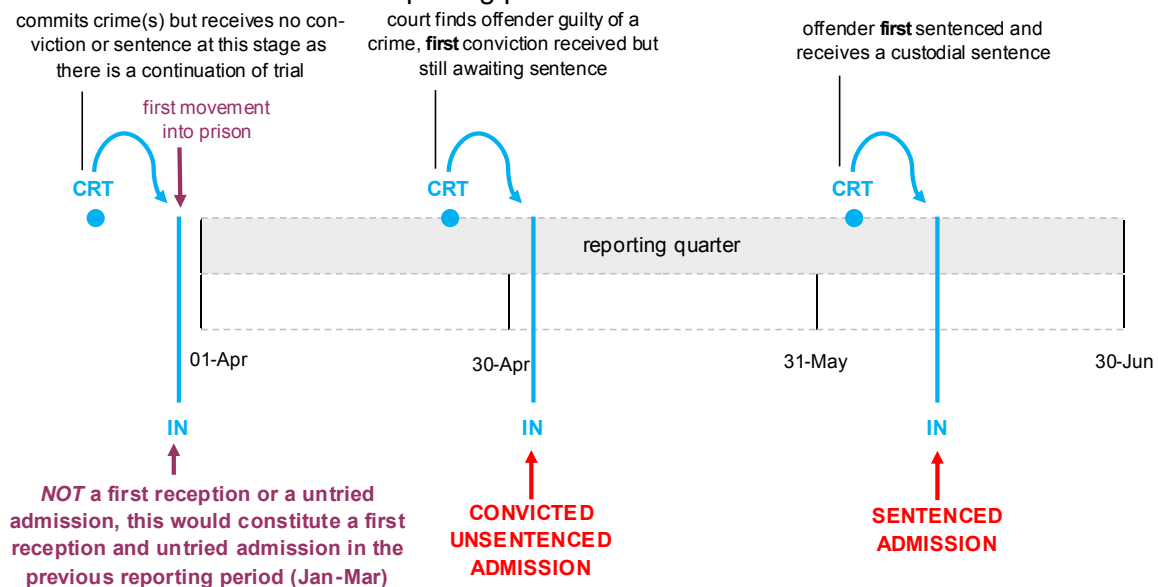 commits crime(s) but receives no con-
viction or sentence at this stage as
there is a continuation of trial
court finds offender guilty of a
crime, first conviction received but
still awaiting sentence
offender first sentenced and
receives a custodial sentence
first movement
into prison
CRT
CRT
CRT
reporting quarter
01-Apr
30-Apr
31-May
30-Jun
IN
IN
IN
NOT a first reception or a untried
admission, this would constitute a first
reception and untried admission in the
previous reporting period (Jan-Mar)
CONVICTED
UNSENTENCED
ADMISSION
SENTENCED
ADMISSION